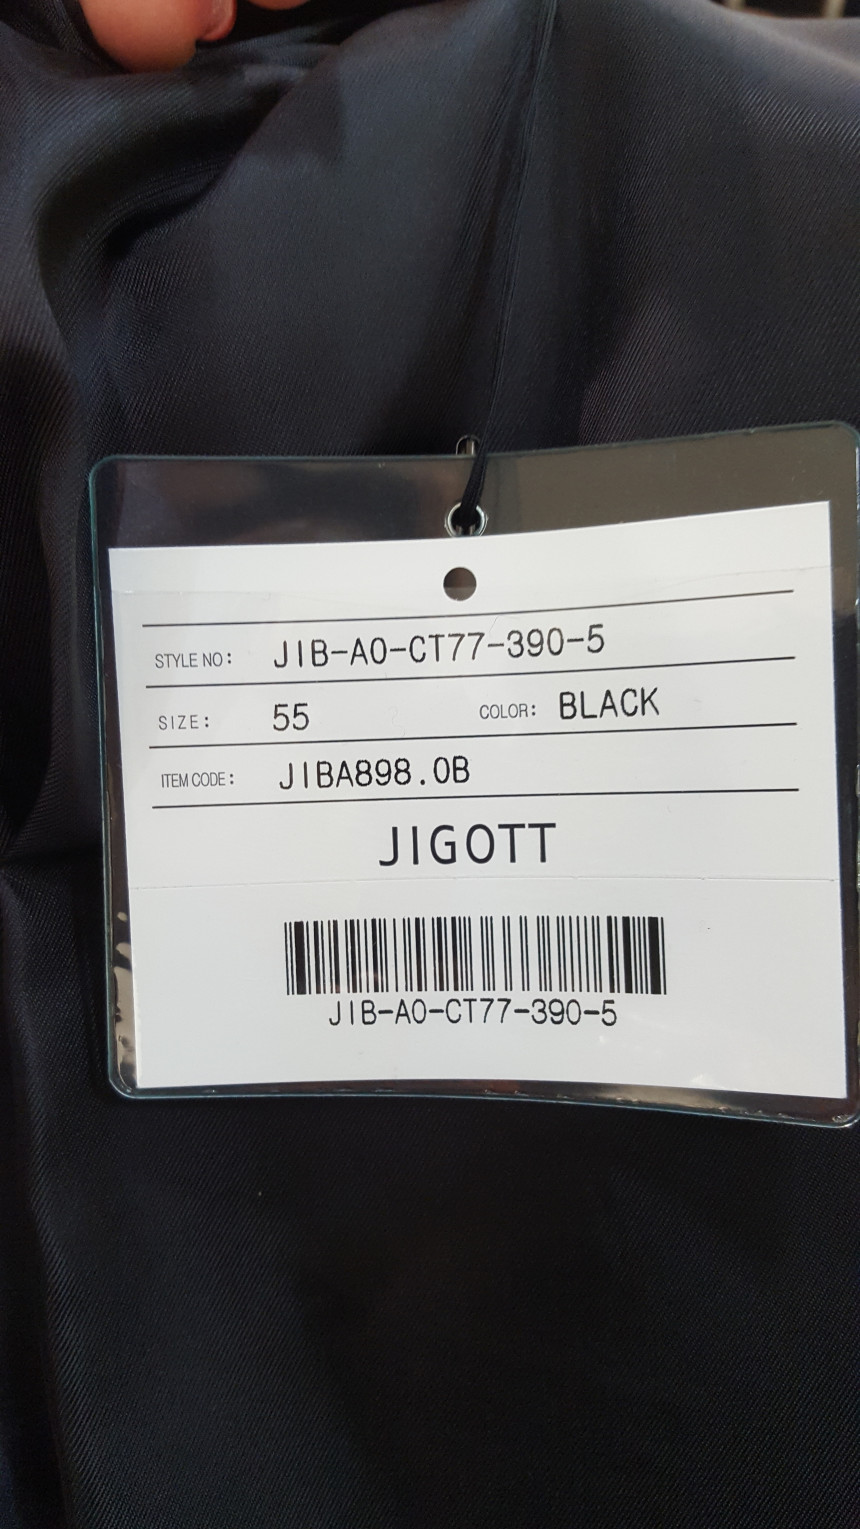 STYLE NO: JIB-A0-CT77-390-5
SIZE: 55 COLOR: BLACK
ITEM CODE: JIBA898.0B
JIGOTT
JIB-A0-CT77-390-5